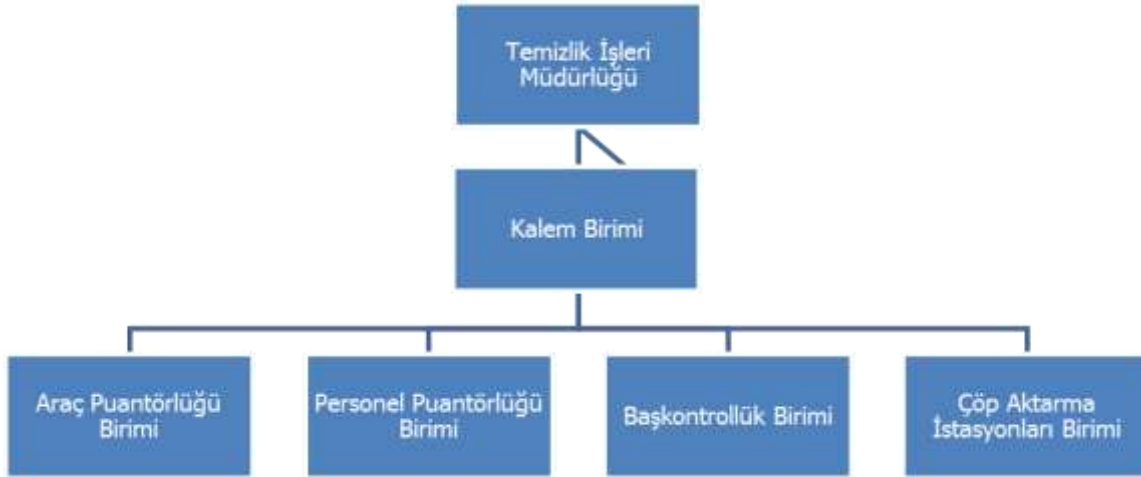 Temizlik İşleri
Müdürlüğü
Kalem Birimi
Araç Puantörlüğü
Birimi
Personel Puantörlüğü
Birimi
Başkontrollük Birimi
Çöp Aktarma
İstasyonları Birimi